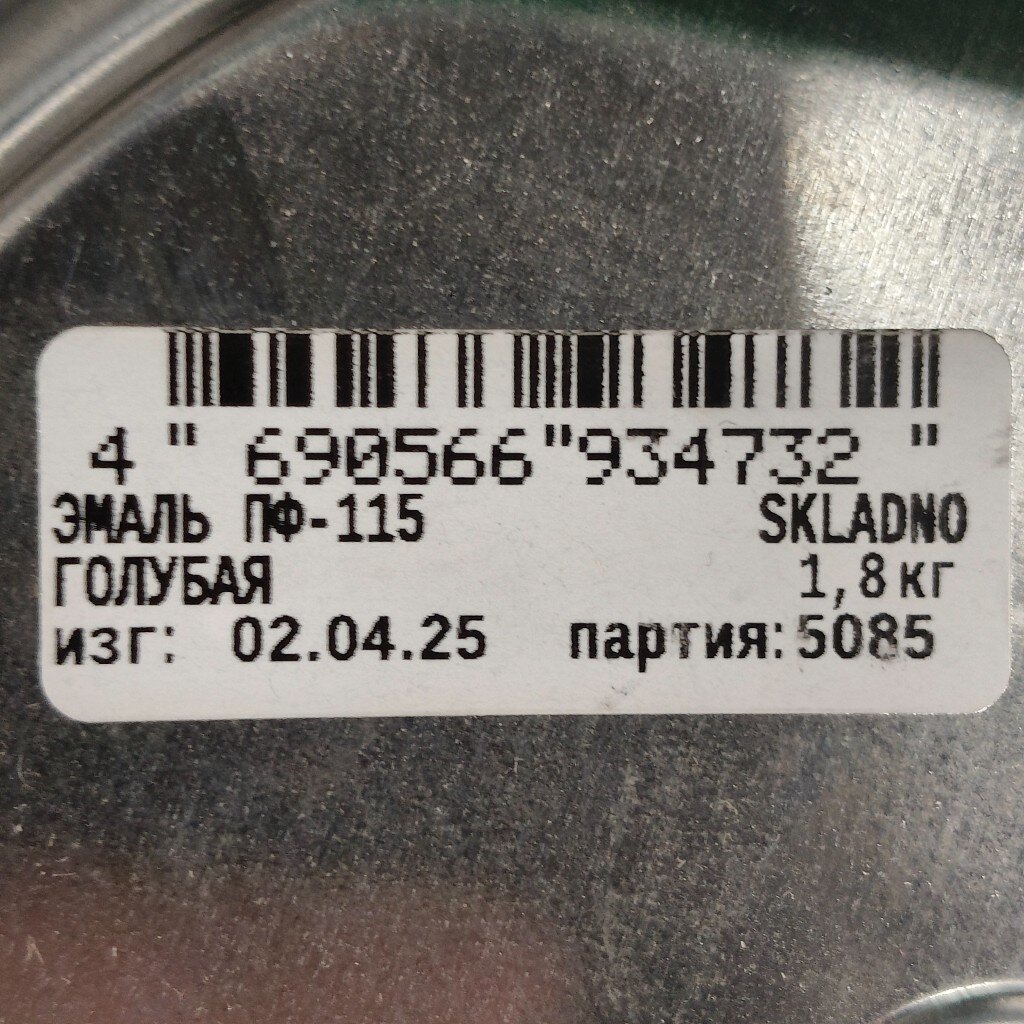 4 " 690566"934732 "
ЭМАЛЬ ПФ-115 SKLADNO
ГОЛУБАЯ 1,8кг
изг: 02.04.25 партия:5085